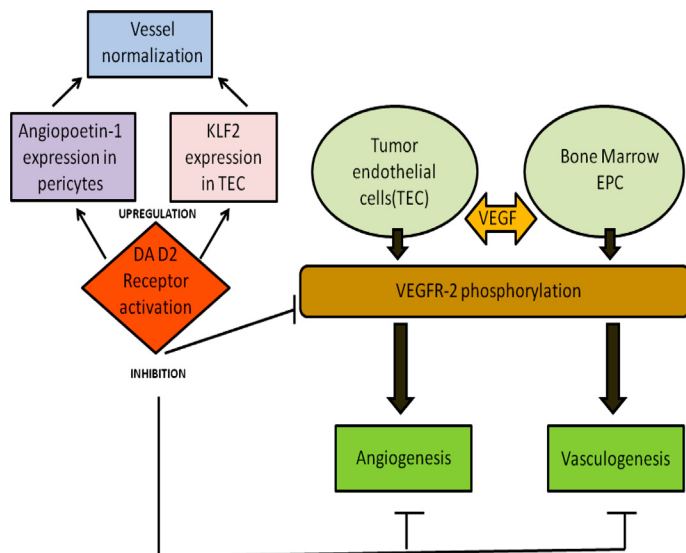 Vessel
normalization
Angiopoetin-1
expression in
pericytes
KLF2
expression
in TEC
UPREGULATION
DA D2
Receptor
activation
INHIBITION
Tumor
endothelial
cells(TEC)
VEGF
Bone Marrow
EPC
VEGFR-2 phosphorylation
Angiogenesis
Vasculogenesis